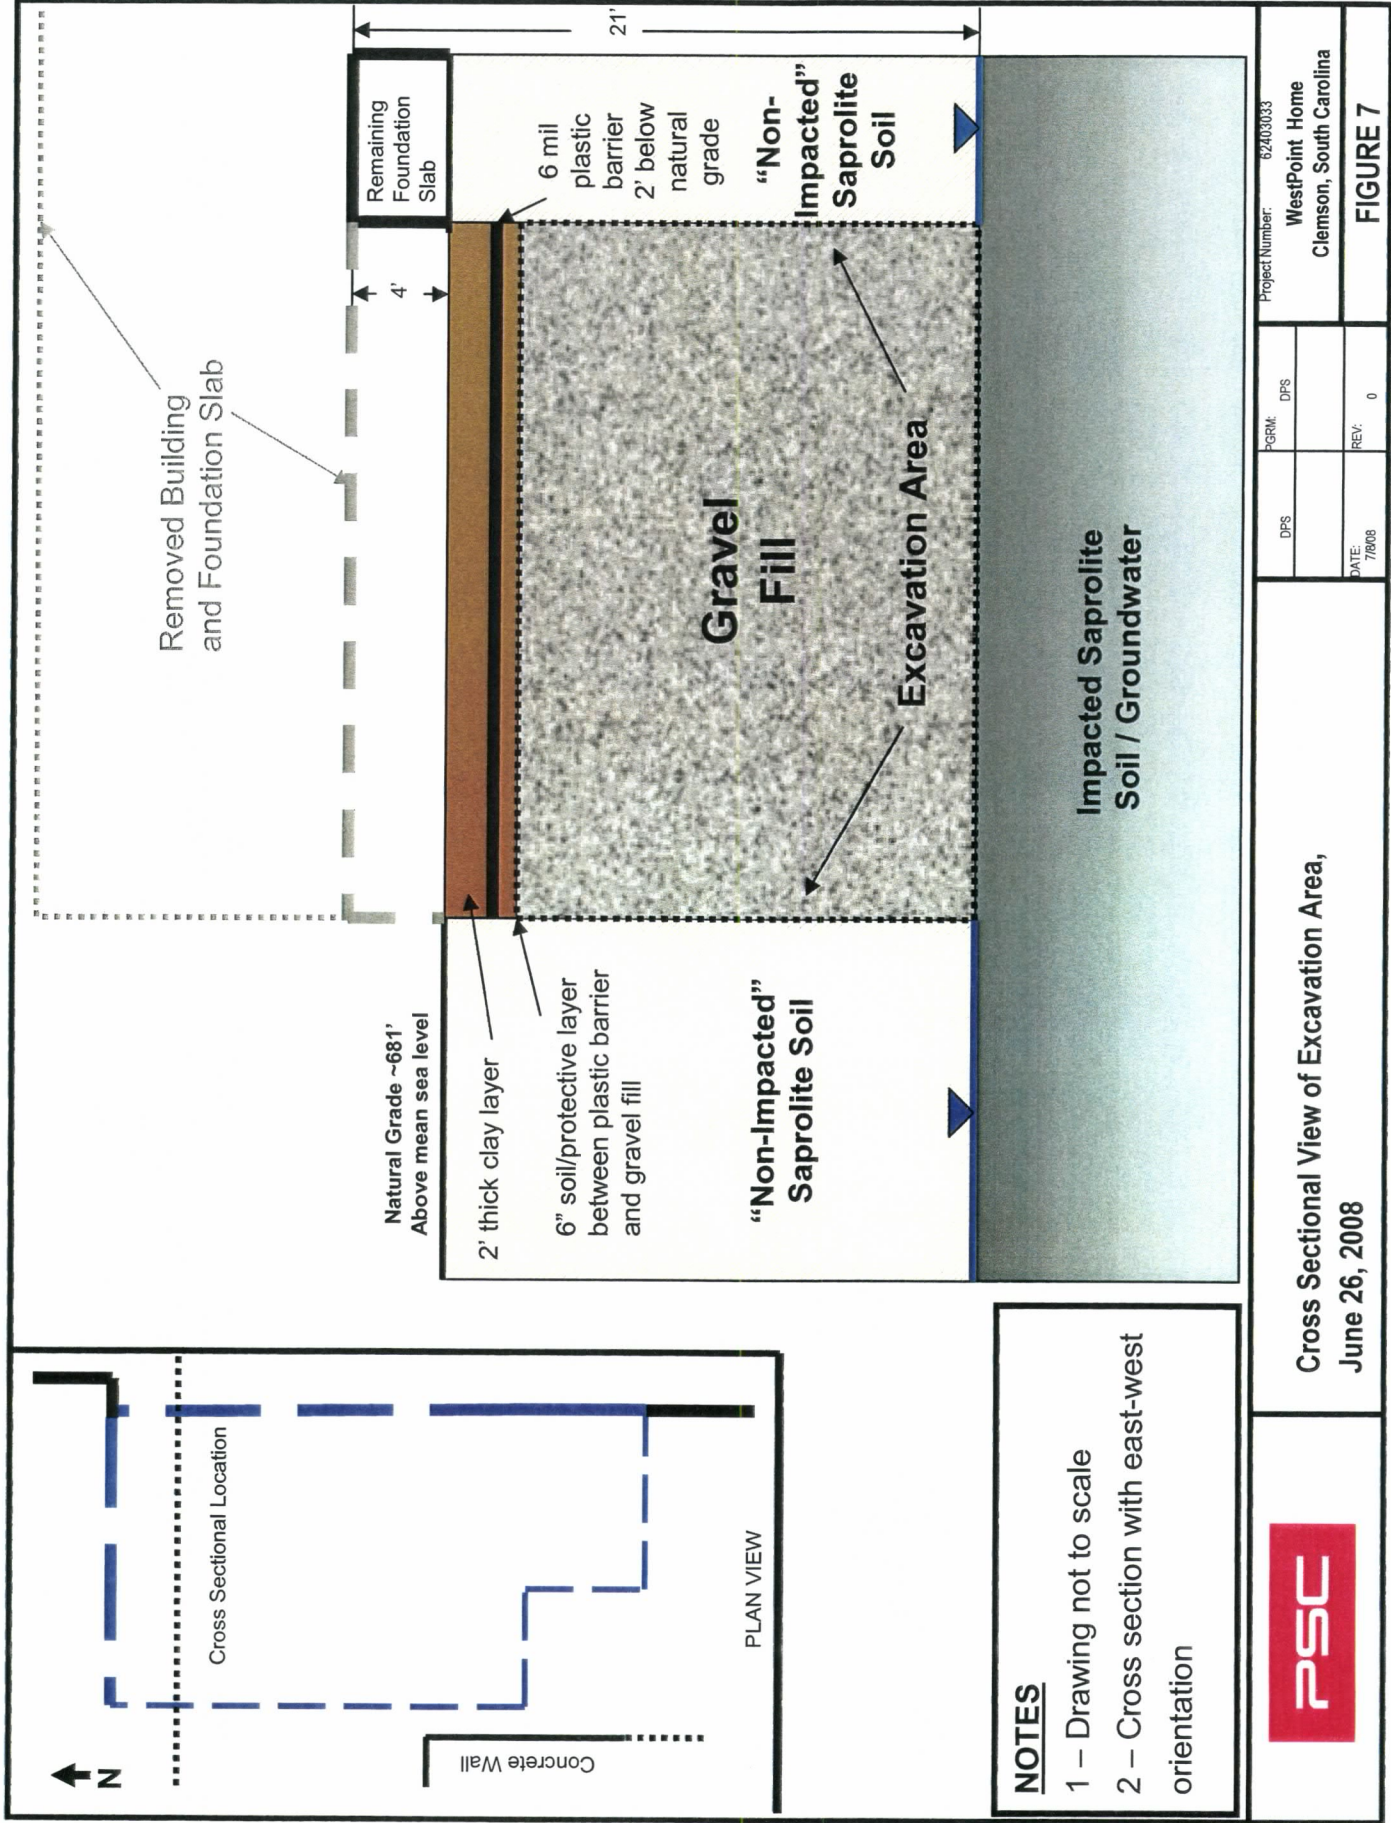 N
Cross Sectional Location
Concrete Wall
PLAN VIEW
Removed Building
and Foundation Slab
Natural Grade ~681'
Above mean sea level
4'
21'
Remaining
Foundation
Slab
2' thick clay layer
6" soil/protective layer
between plastic barrier
and gravel fill
6 mil
plastic
barrier
2' below
natural
grade
"Non-Impacted"
Saprolite Soil
Gravel
Fill
Excavation Area
"Non-
Impacted"
Saprolite
Soil
Impacted Saprolite
Soil / Groundwater
NOTES
1 – Drawing not to scale
2 – Cross section with east-west
orientation
PSC
Cross Sectional View of Excavation Area,
June 26, 2008
DPS
PGRM: DPS
DATE: 7/8/08
REV: 0
Project Number: 62403033
WestPoint Home
Clemson, South Carolina
FIGURE 7